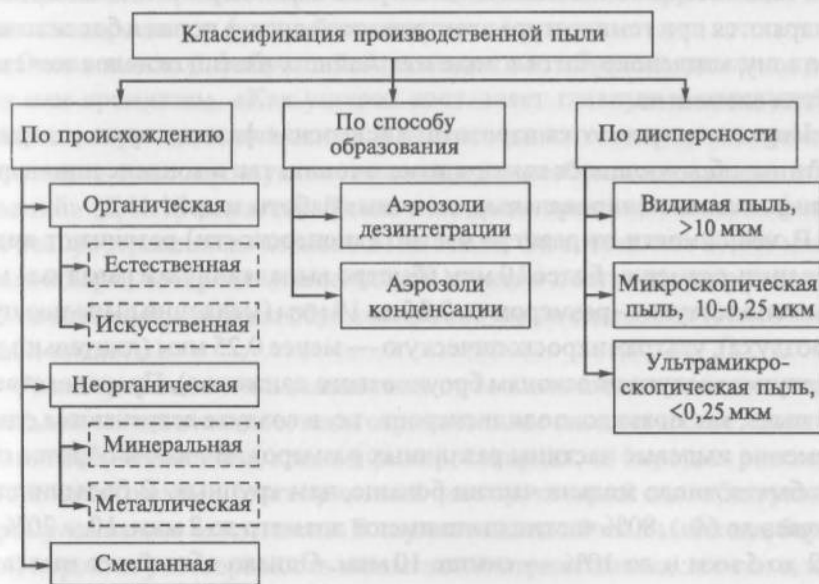 Классификация производственной пыли
По происхождению
По способу
образования
По дисперсности
Органическая
Естественная
Искусственная
Неорганическая
Минеральная
Металлическая
Смешанная
Аэрозоли
дезинтеграции
Аэрозоли
конденсации
Видимая пыль,
>10 мкм
Микроскопическая
пыль, 10–0,25 мкм
Ультрамикро-
скопическая пыль,
<0,25 мкм